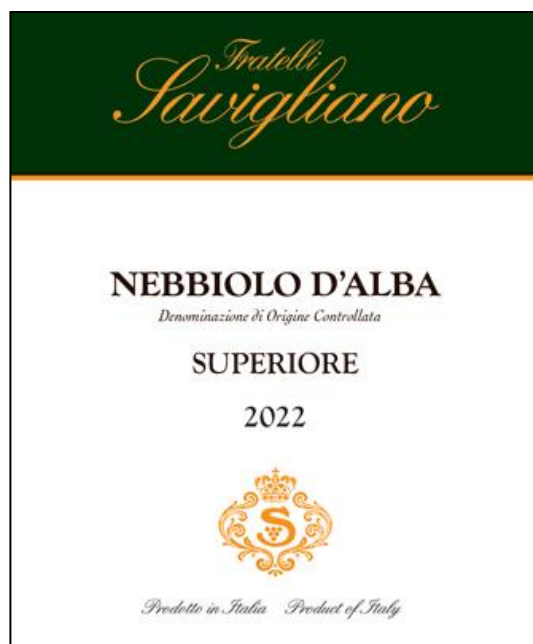 Fratelli
Savigliano
NEBBIOLO D'ALBA
Denominazione di Origine Controllata
SUPERIORE
2022
S
Prodotto in Italia Product of Italy